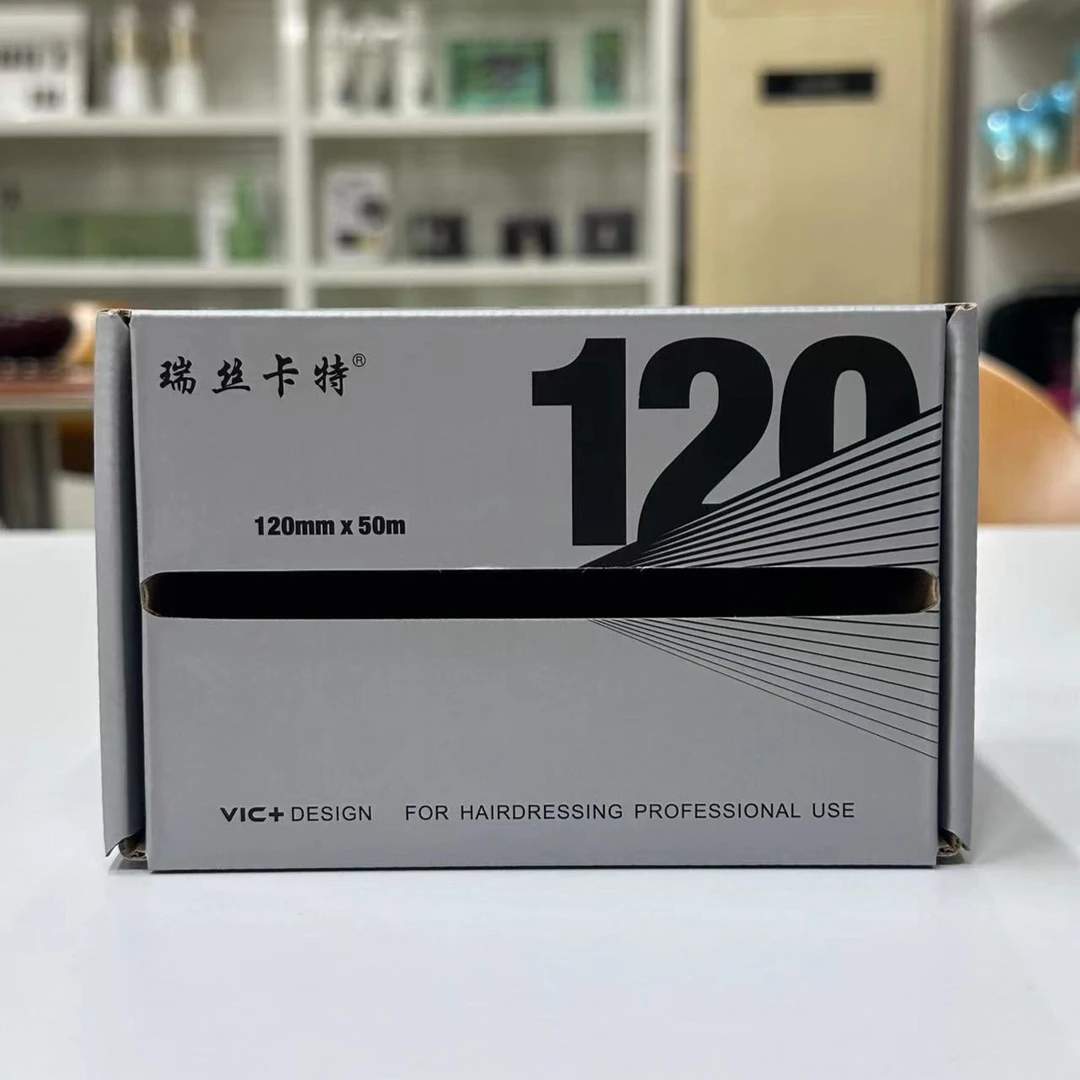 瑞丝卡特®
120
120mm x 50m
VIC+ DESIGN FOR HAIRDRESSING PROFESSIONAL USE